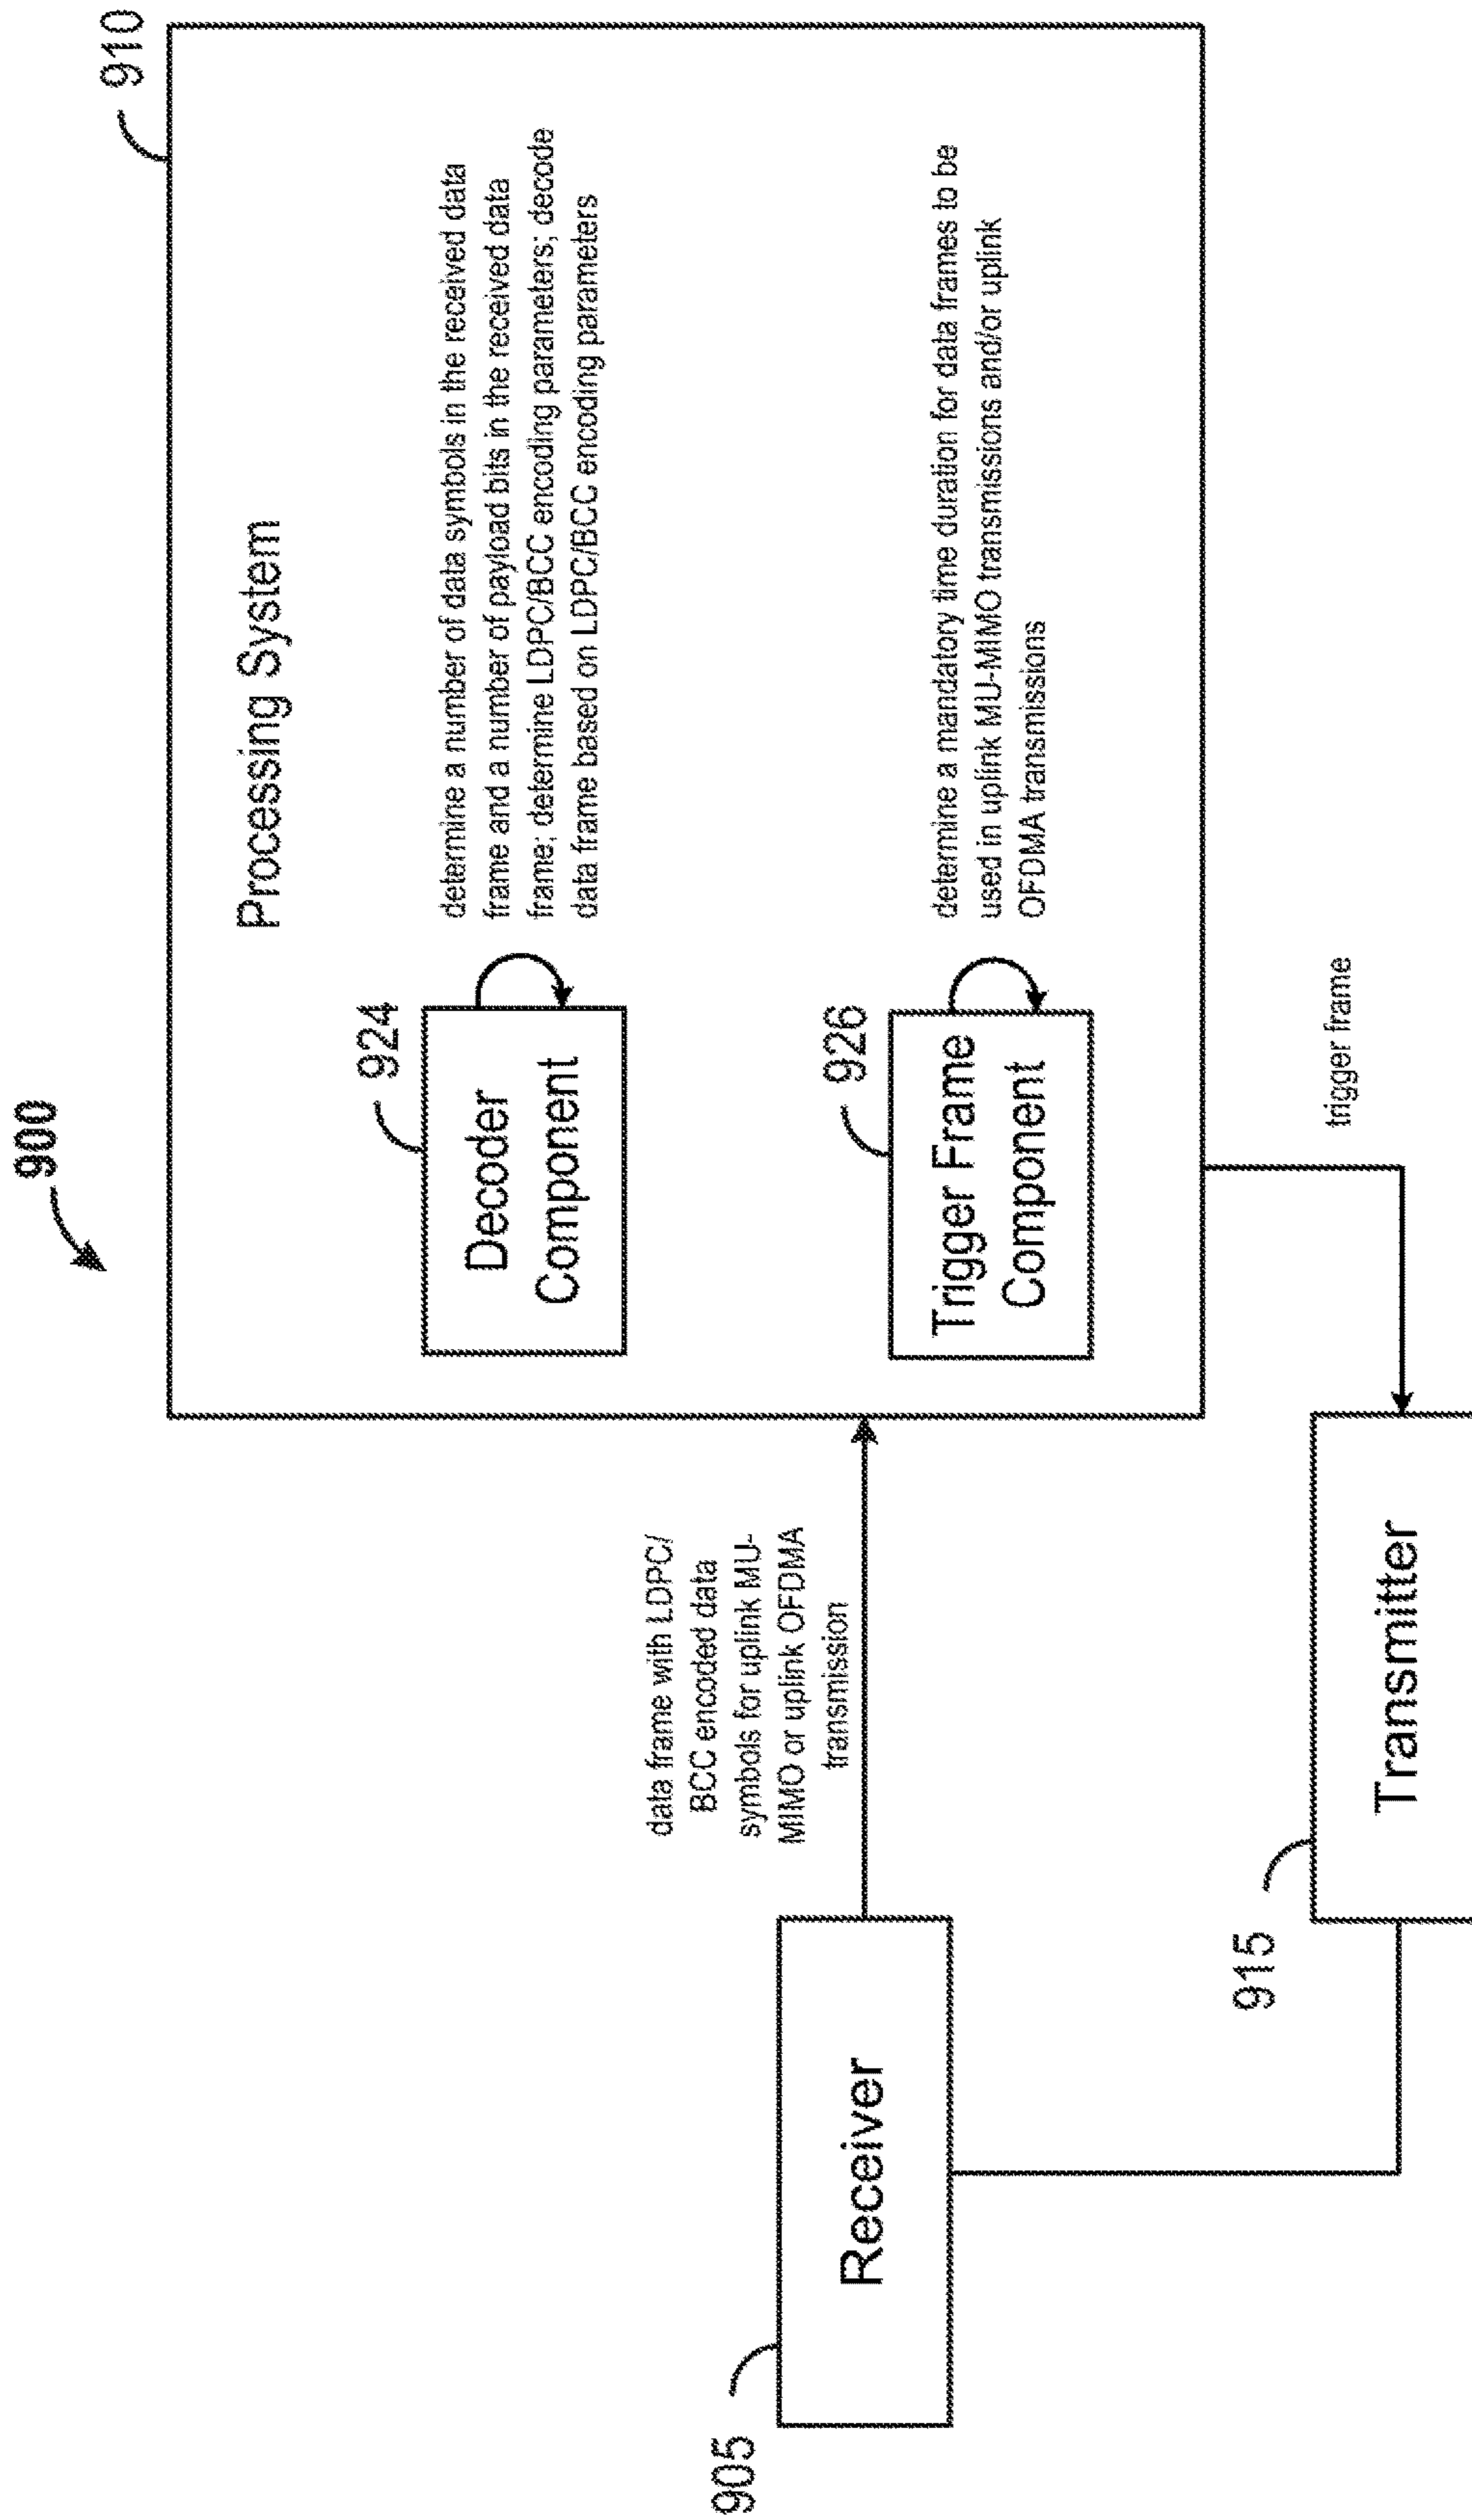 900
910
Processing System
924
Decoder
Component
determine a number of data symbols in the received data
frame and a number of payload bits in the received data
frame; determine LDPC/BCC encoding parameters; decode
data frame based on LDPC/BCC encoding parameters
926
Trigger Frame
Component
determine a mandatory time duration for data frames to be
used in uplink MU-MIMO transmissions and/or uplink
OFDMA transmissions
data frame with LDPC/
BCC encoded data
symbols for uplink MU-
MIMO or uplink OFDMA
transmission
905
Receiver
trigger frame
915
Transmitter